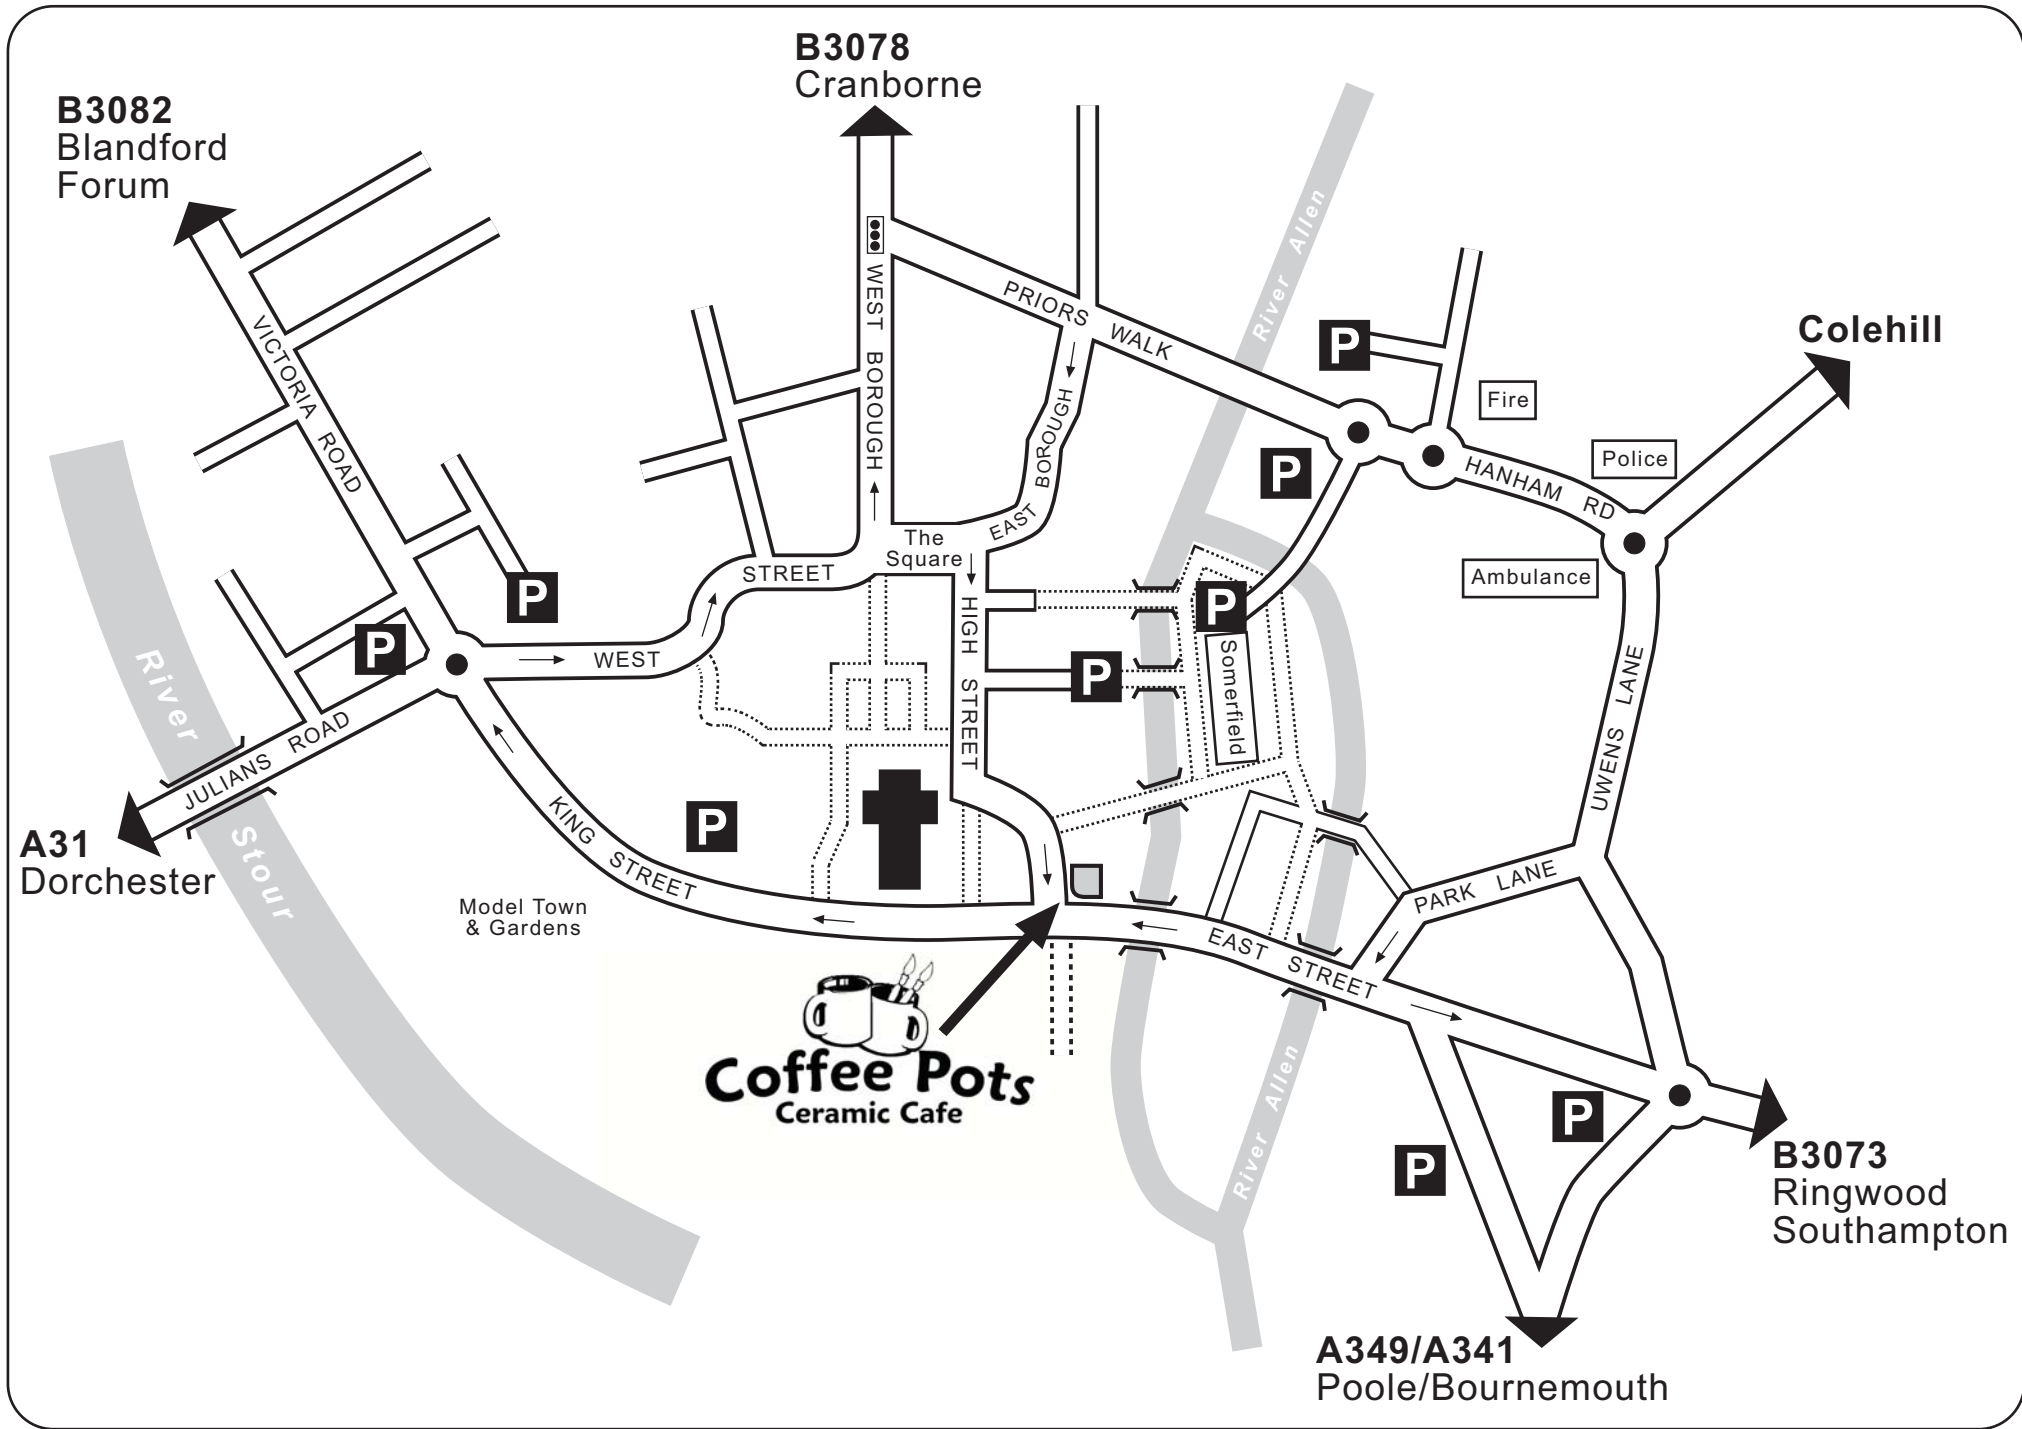 B3078
Cranborne
B3082
Blandford
Forum
Colehill
VICTORIA ROAD
WEST BOROUGH
PRIORS WALK
EAST BOROUGH
River Allen
P
Fire
Police
HANHAM RD
P
Ambulance
The
Square
STREET
WEST
HIGH STREET
P
P
P
P
Somerfield
UWENS LANE
River Stour
JULIANS ROAD
A31
Dorchester
KING STREET
P
Model Town
& Gardens
PARK LANE
EAST STREET
Coffee Pots
Ceramic Cafe
River Allen
P
P
B3073
Ringwood
Southampton
A349/A341
Poole/Bournemouth